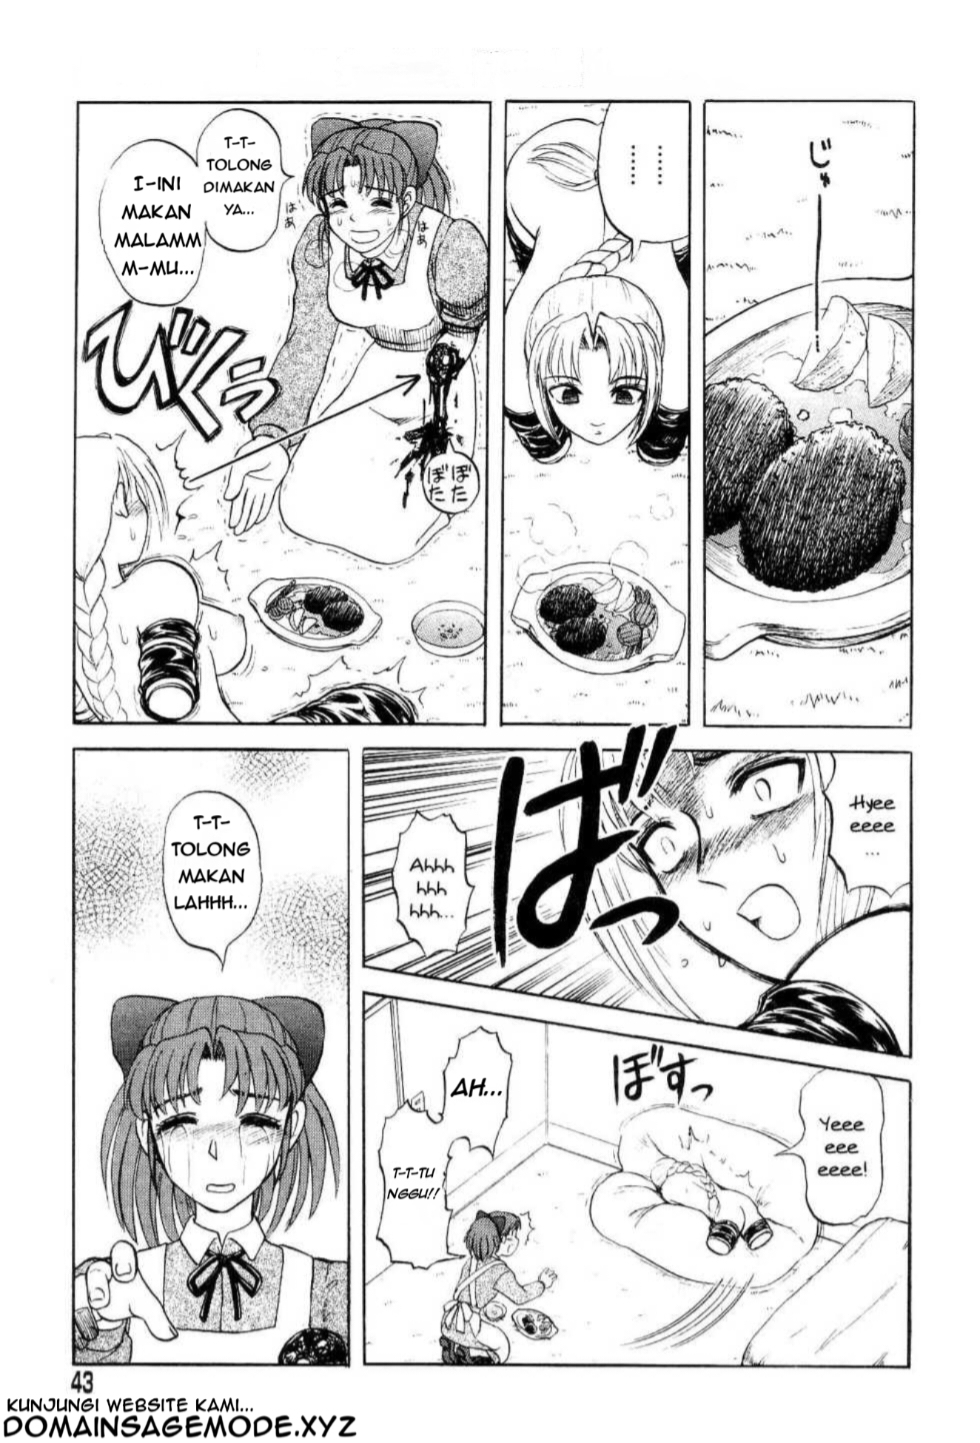 じゅ
……
……
T-T-
TOLONG
DIMAKAN
YA...
I-INI
MAKAN
MALAMM
M-MU...
はぁ
はぁ
びくぅっ
ぼた
ぼた
Hyee
eeee
...
Ahhh
hhh
hhh...
ばっ
Yeee
eee
eeee!
ぼすっ
AH...
T-T-TU
NGGU!!
T-T-
TOLONG
MAKAN
LAHHH...
43
KUNJUNGI WEBSITE KAMI...
DOMAINSAGEMODE.XYZ